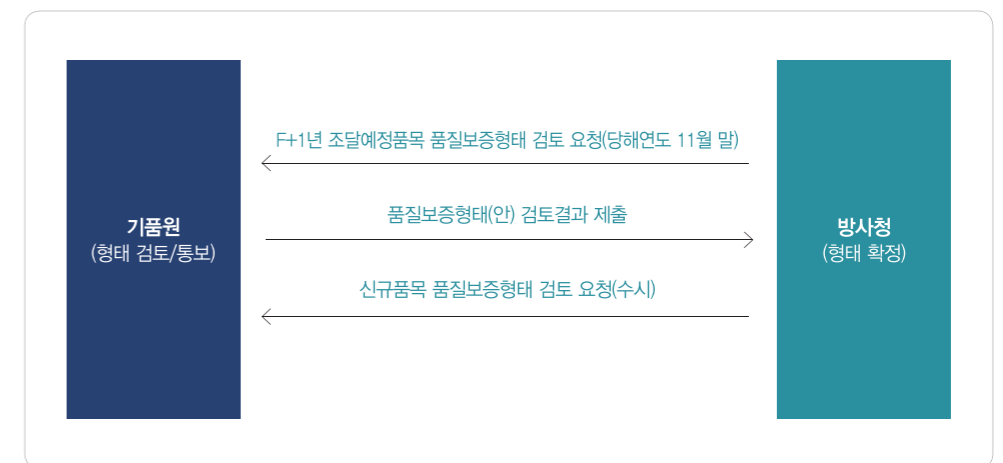 F+1년 조달예정품목 품질보증형태 검토 요청(당해연도 11월 말)
품질보증형태(안) 검토결과 제출
기품원
(형태 검토/통보)
방사청
(형태 확정)
신규품목 품질보증형태 검토 요청(수시)